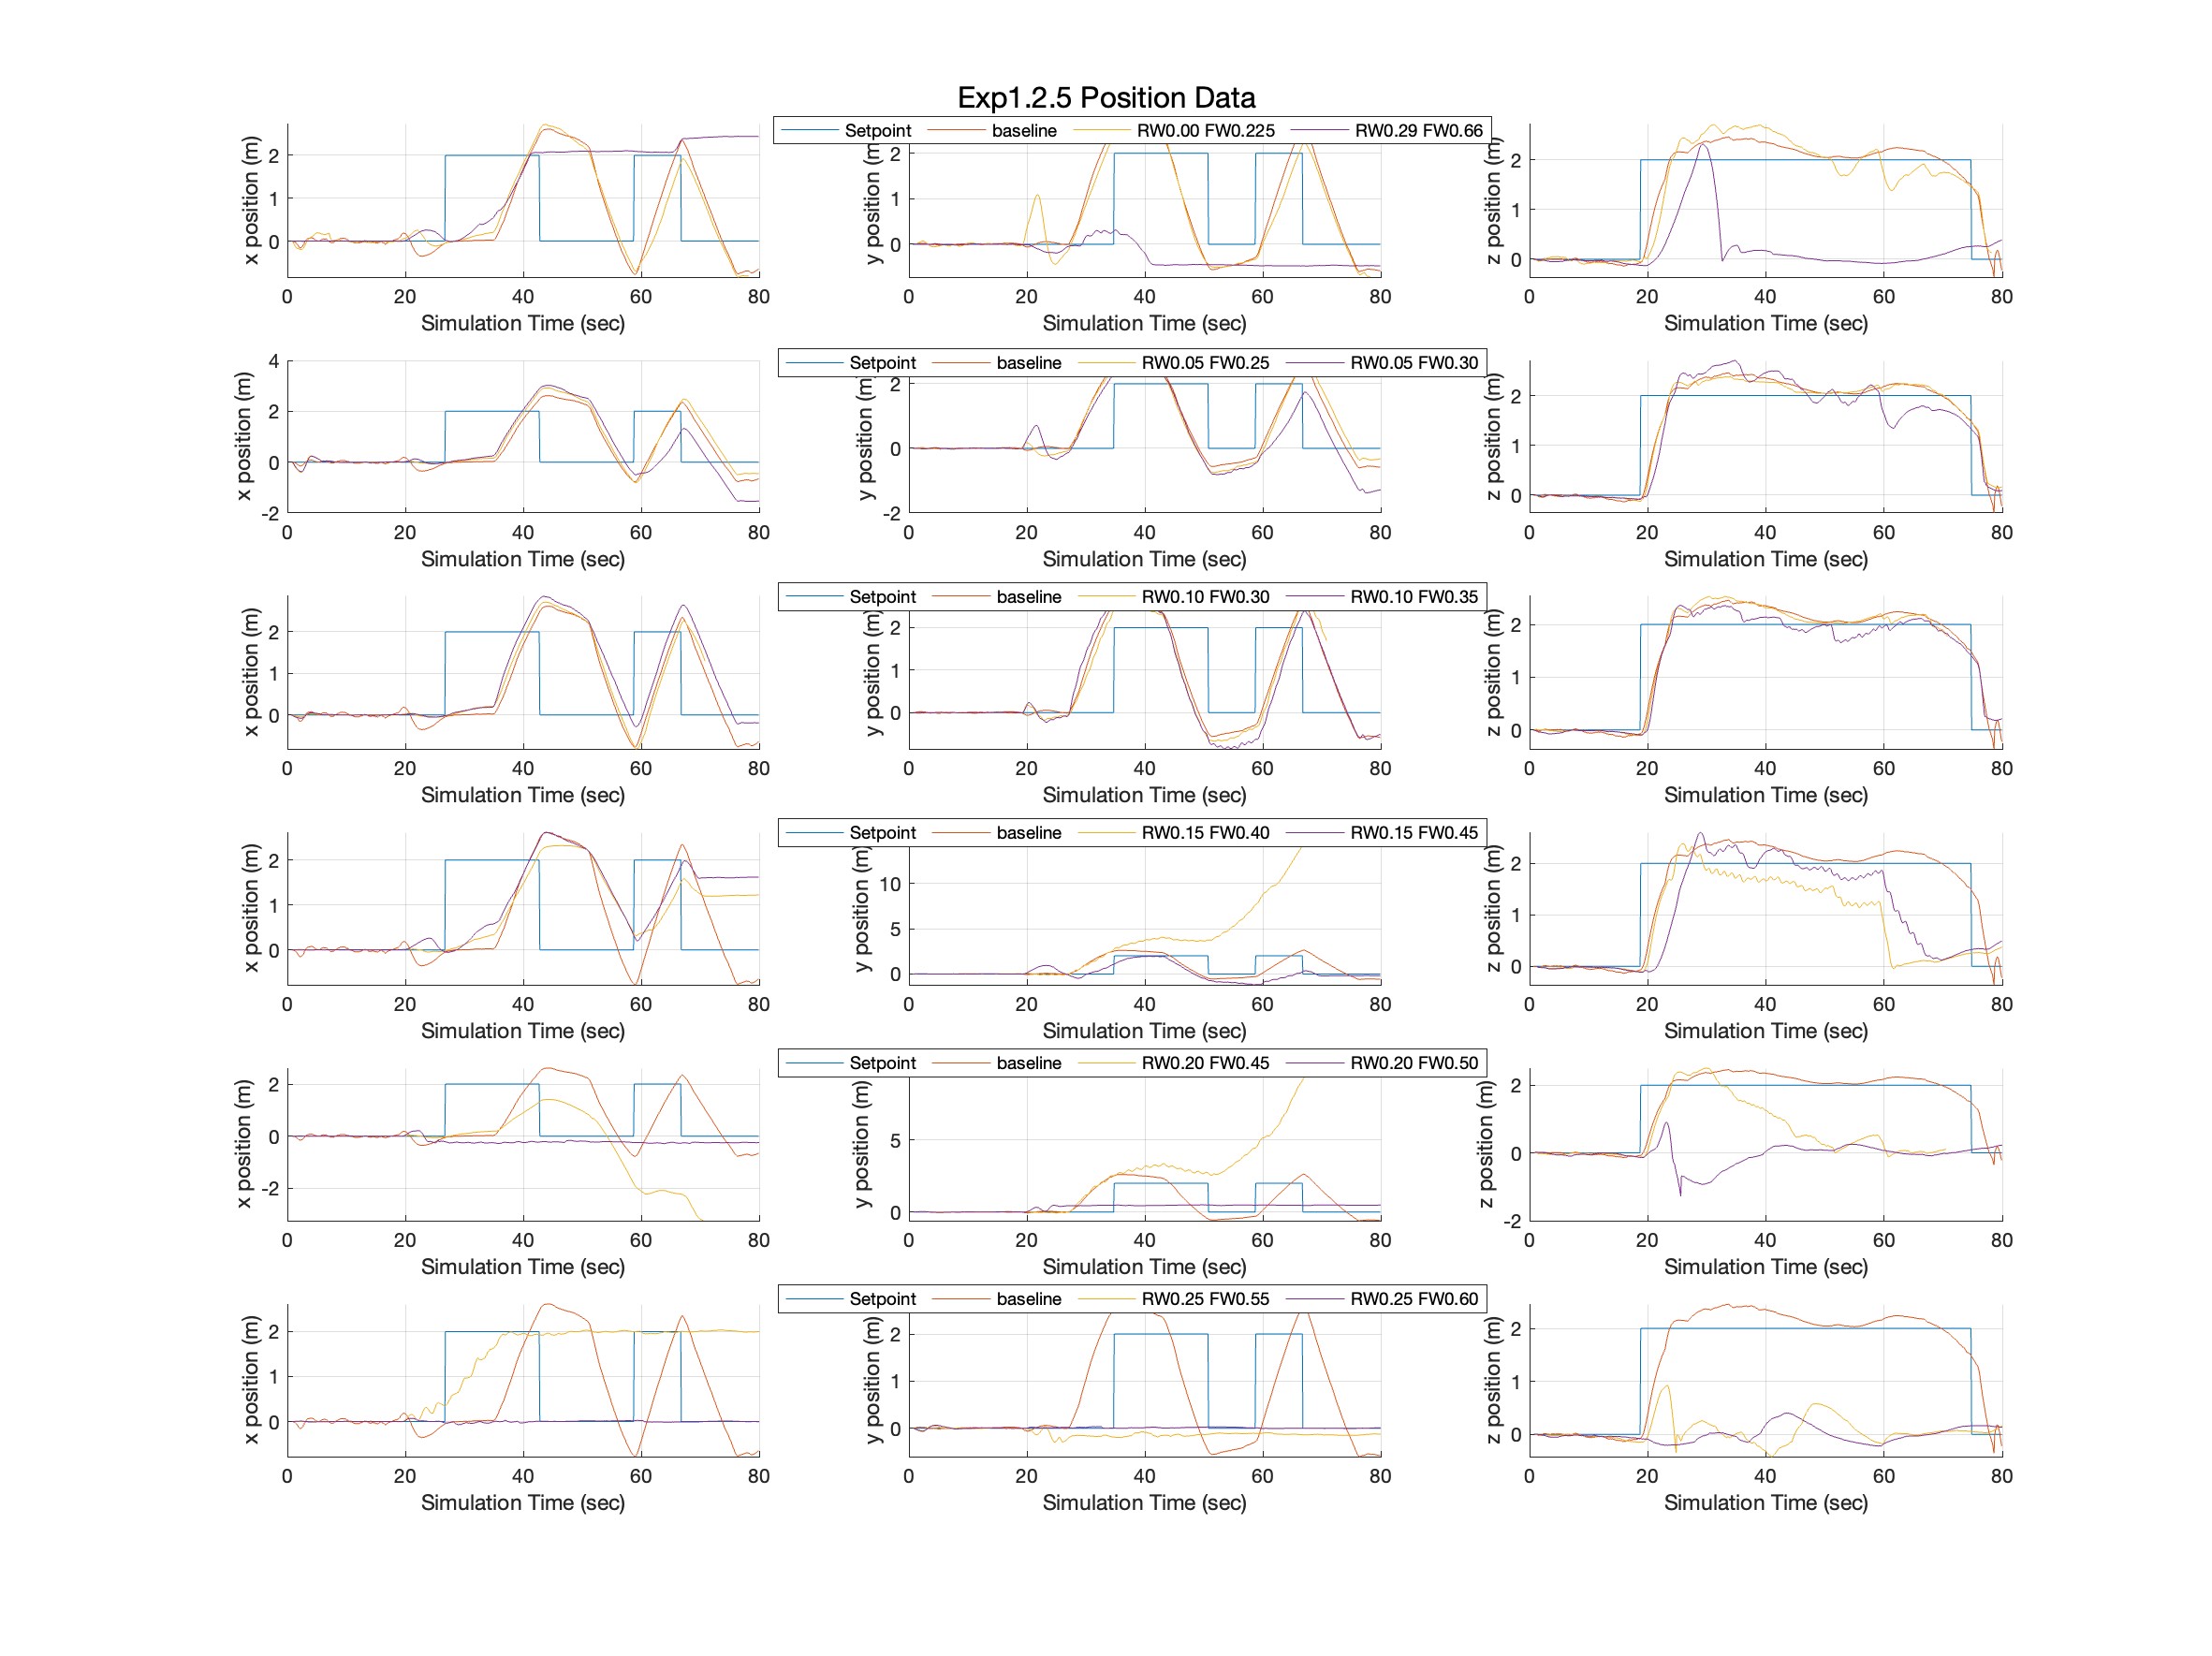 Exp1.2.5 Position Data
Setpoint baseline RW0.00 FW0.225 RW0.29 FW0.66
x position (m)
2
1
0
0 20 40 60 80
Simulation Time (sec)
y position (m)
2
1
0
0 20 40 60 80
Simulation Time (sec)
z position (m)
2
1
0
0 20 40 60 80
Simulation Time (sec)
Setpoint baseline RW0.05 FW0.25 RW0.05 FW0.30
x position (m)
4
2
0
-2
0 20 40 60 80
Simulation Time (sec)
y position (m)
2
0
-2
0 20 40 60 80
Simulation Time (sec)
z position (m)
2
1
0
0 20 40 60 80
Simulation Time (sec)
Setpoint baseline RW0.10 FW0.30 RW0.10 FW0.35
x position (m)
2
1
0
0 20 40 60 80
Simulation Time (sec)
y position (m)
2
1
0
0 20 40 60 80
Simulation Time (sec)
z position (m)
2
1
0
0 20 40 60 80
Simulation Time (sec)
Setpoint baseline RW0.15 FW0.40 RW0.15 FW0.45
x position (m)
2
1
0
0 20 40 60 80
Simulation Time (sec)
y position (m)
10
5
0
0 20 40 60 80
Simulation Time (sec)
z position (m)
2
1
0
0 20 40 60 80
Simulation Time (sec)
Setpoint baseline RW0.20 FW0.45 RW0.20 FW0.50
x position (m)
2
0
-2
0 20 40 60 80
Simulation Time (sec)
y position (m)
5
0
0 20 40 60 80
Simulation Time (sec)
z position (m)
2
0
-2
0 20 40 60 80
Simulation Time (sec)
Setpoint baseline RW0.25 FW0.55 RW0.25 FW0.60
x position (m)
2
1
0
0 20 40 60 80
Simulation Time (sec)
y position (m)
2
1
0
0 20 40 60 80
Simulation Time (sec)
z position (m)
2
1
0
0 20 40 60 80
Simulation Time (sec)